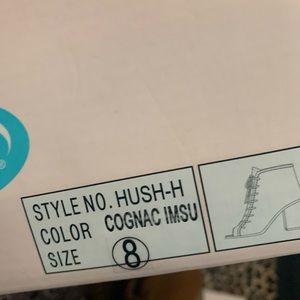 STYLE NO. HUSH-H
COLOR COGNAC IMSU
SIZE 8